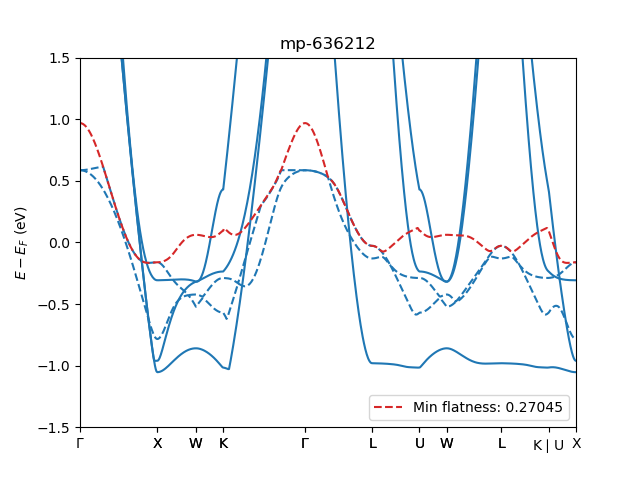 mp-636212
1.5
1.0
0.5
0.0
−0.5
−1.0
−1.5
E − E_F (eV)
Min flatness: 0.27045
Γ X W K Γ L U W L K | U X